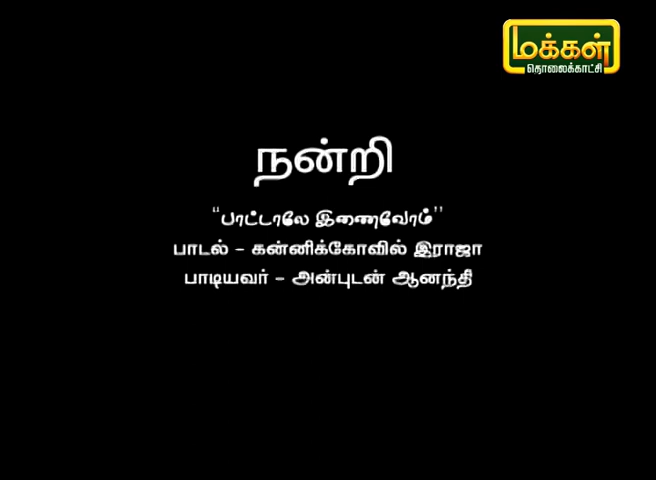 மக்கள்
தொலைக்காட்சி
நன்றி
“பாட்டாலே இணைவோம்”
பாடல் – கன்னிக்கோவில் இராஜா
பாடியவர் – அன்புடன் ஆனந்தி